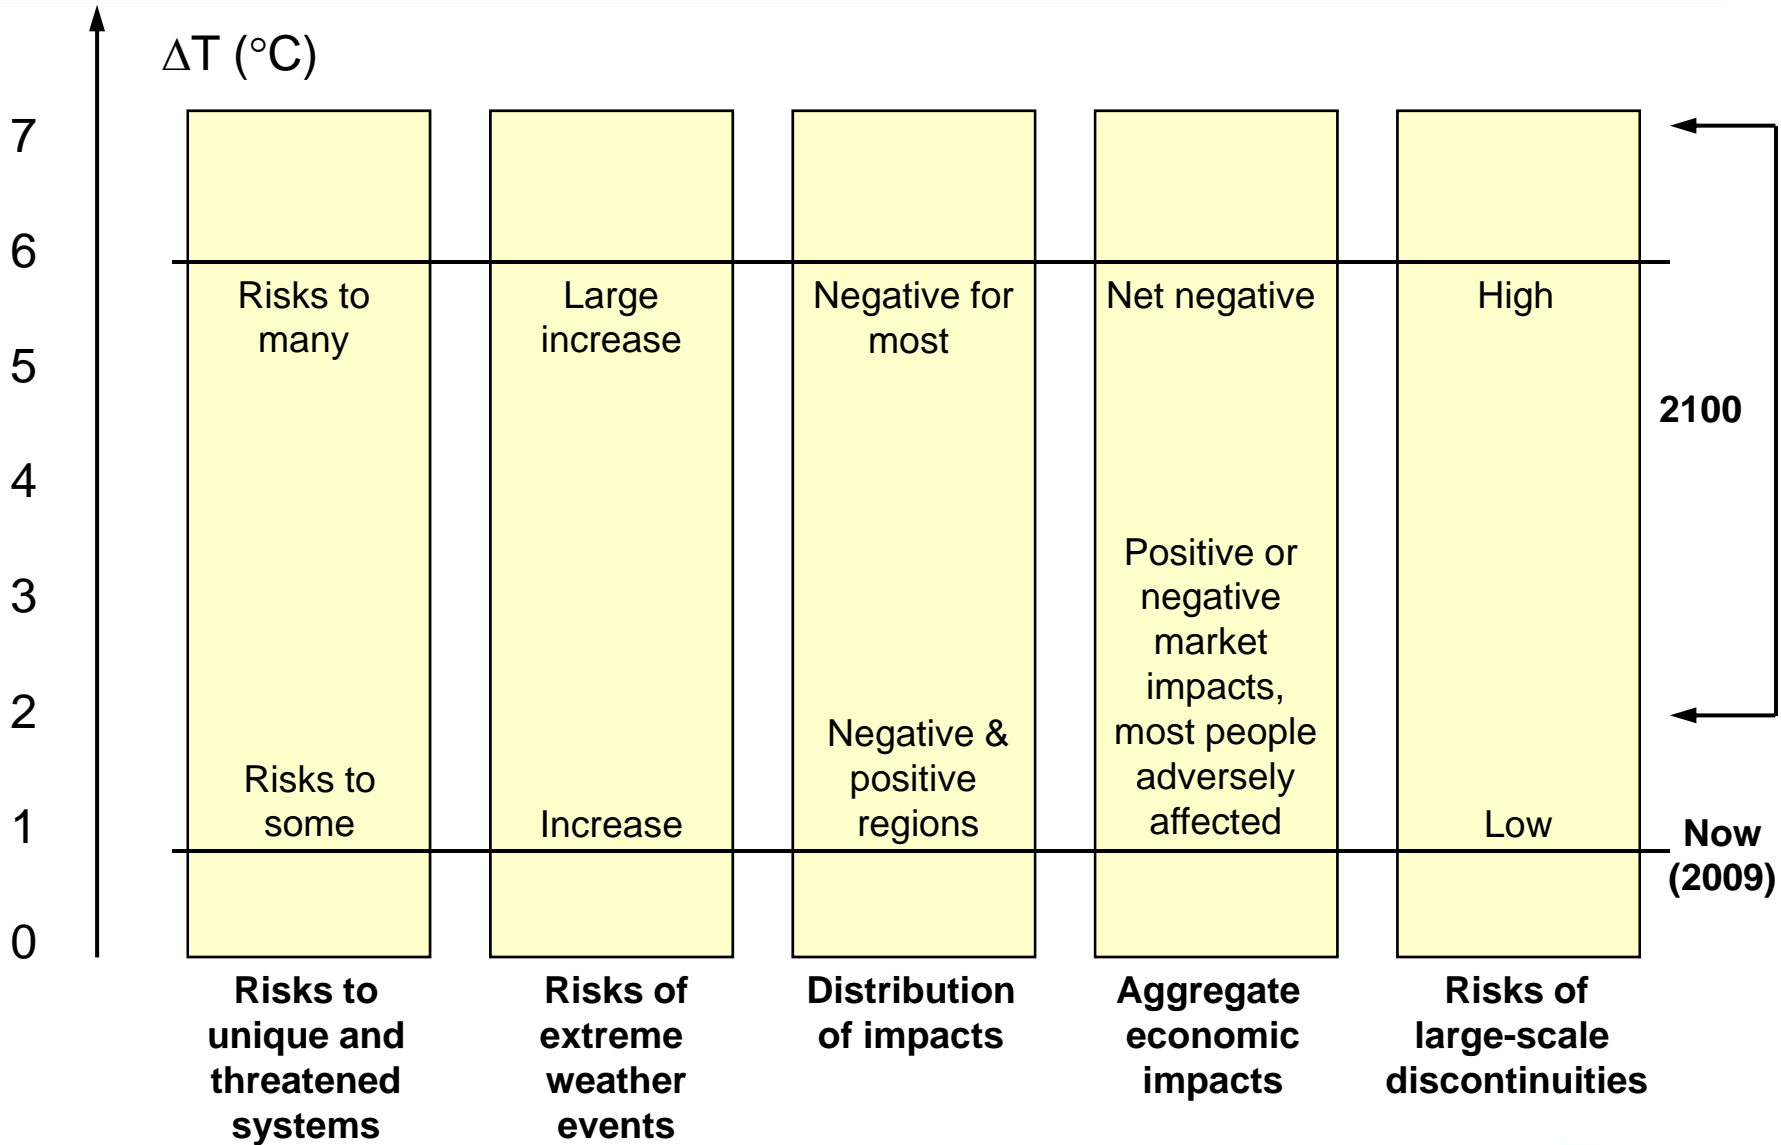 ΔT (°C)
7
6
5
4
3
2
1
0
Risks to
many
Risks to
some
Large
increase
Increase
Negative for
most
Negative &
positive
regions
Net negative
Positive or
negative
market
impacts,
most people
adversely
affected
High
Low
2100
Now
(2009)
Risks to
unique and
threatened
systems
Risks of
extreme
weather
events
Distribution
of impacts
Aggregate
economic
impacts
Risks of
large-scale
discontinuities